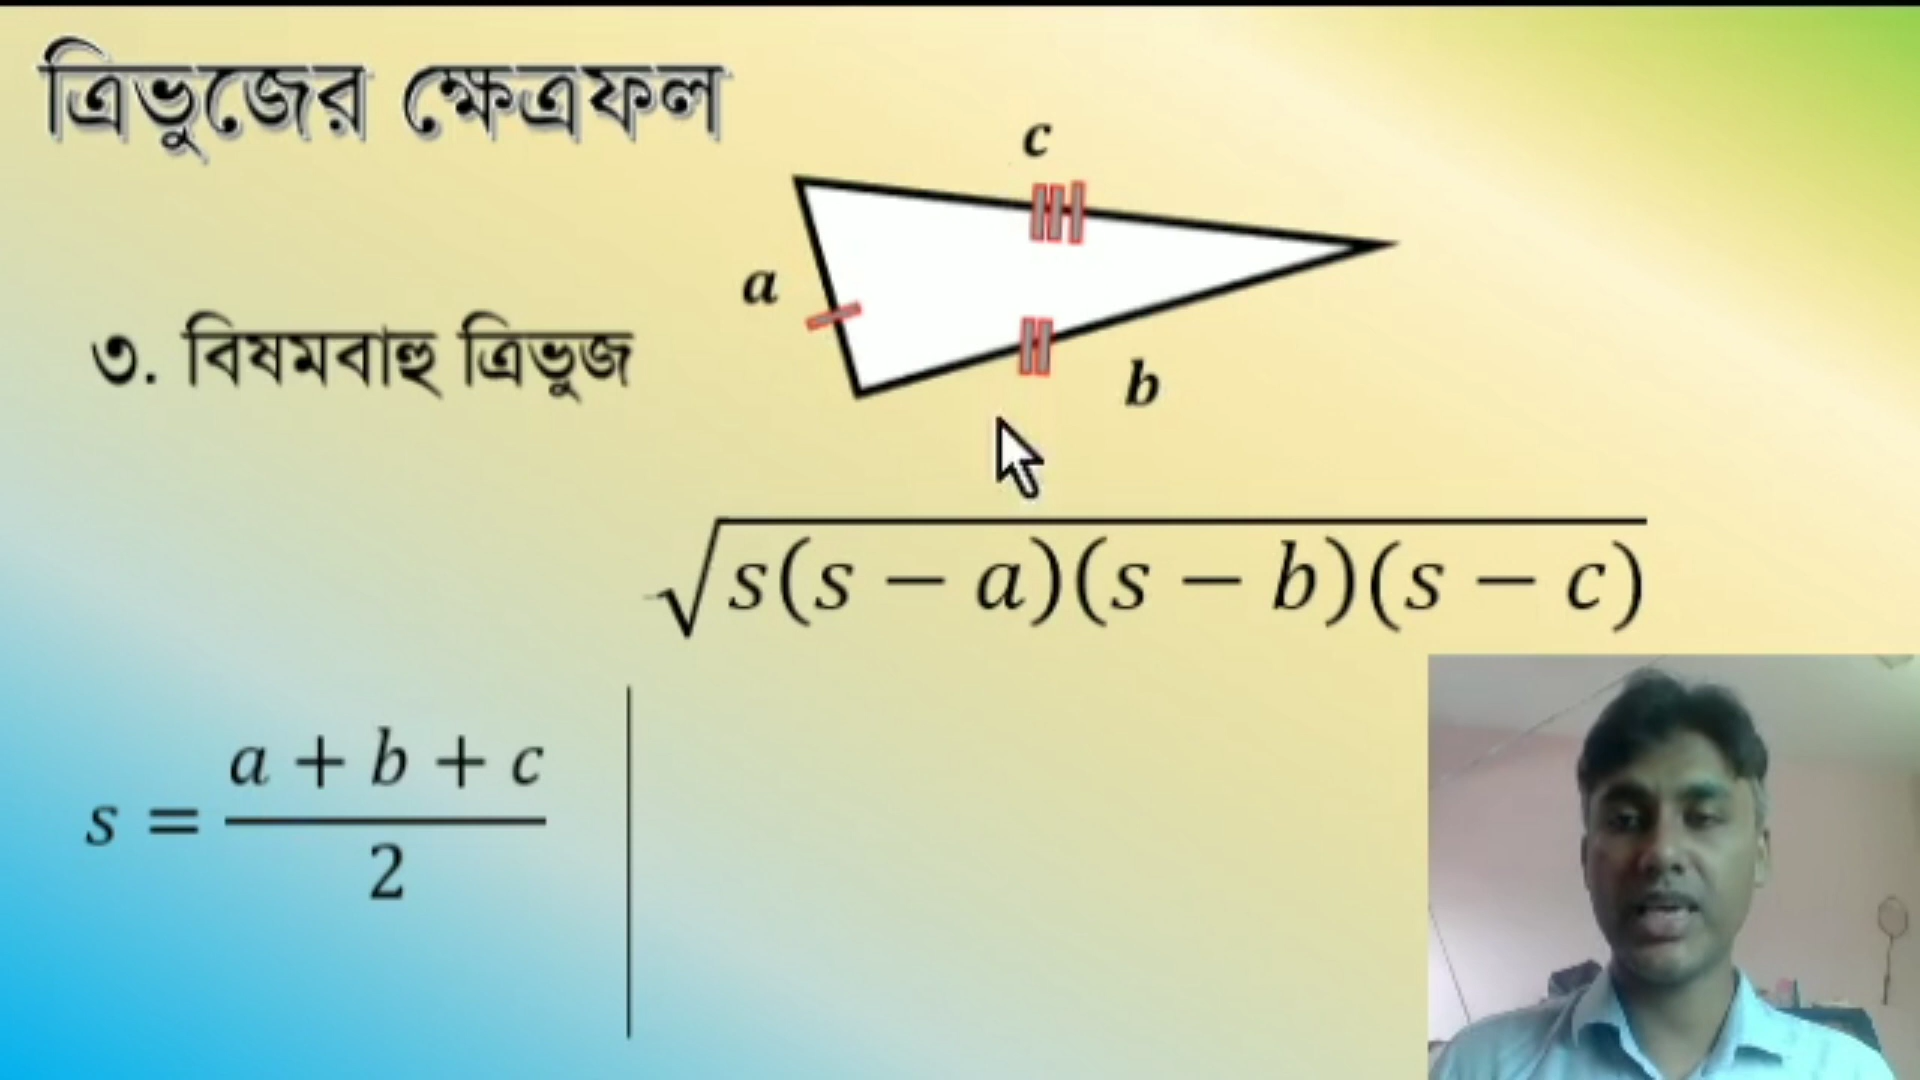 ত্রিভুজের ক্ষেত্রফল
c
a
৩. বিষমবাহু ত্রিভুজ
b
√s(s − a)(s − b)(s − c)
s = a + b + c
2